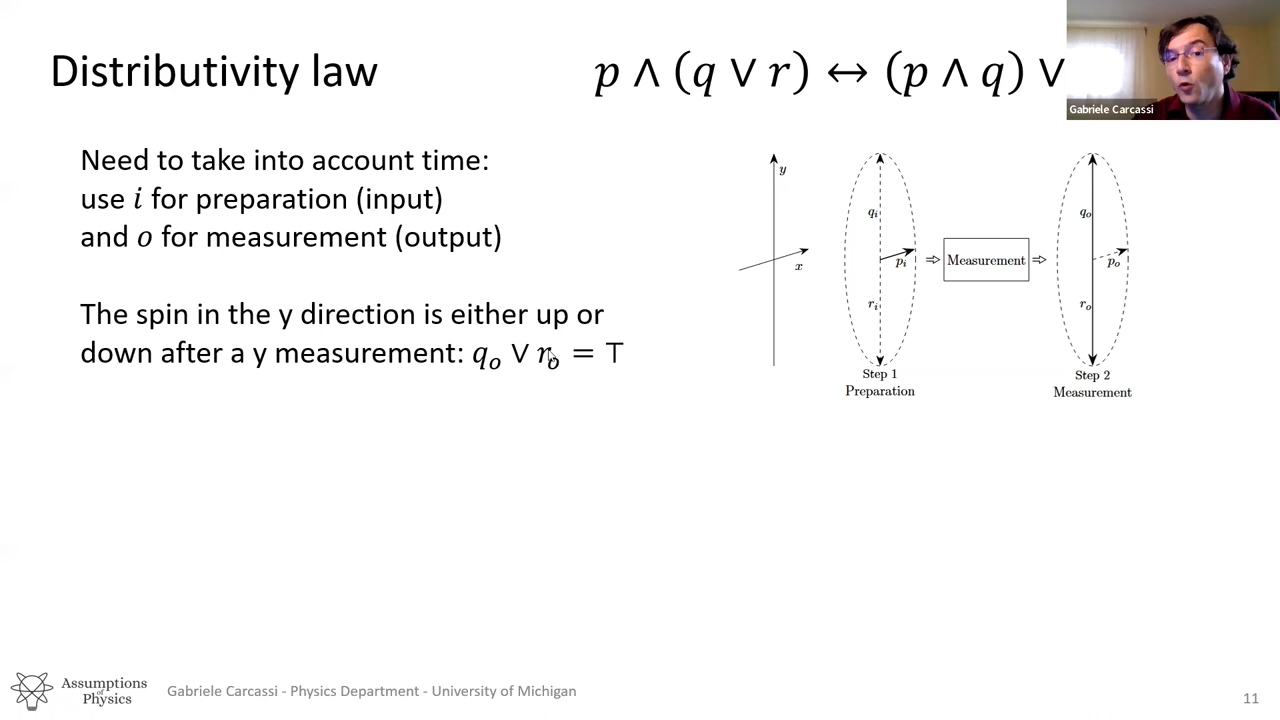 Distributivity law
p ∧ (q ∨ r) ↔ (p ∧ q) ∨
Gabriele Carcassi
Need to take into account time:
use i for preparation (input)
and o for measurement (output)
The spin in the y direction is either up or
down after a y measurement: qₒ ∨ rₒ = ⊤
y
x
qᵢ
pᵢ
rᵢ
Step 1
Preparation
⇨ Measurement ⇨
qₒ
pₒ
rₒ
Step 2
Measurement
Assumptions
of
Physics
Gabriele Carcassi - Physics Department - University of Michigan
11